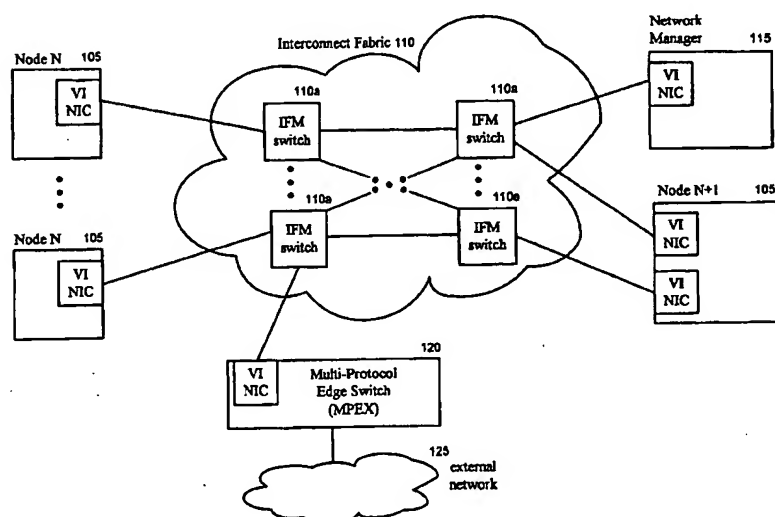 Node N 105
VI
NIC
Interconnect Fabric 110
110a
IFM
switch
110a
IFM
switch
Network
Manager 115
VI
NIC
Node N 105
VI
NIC
110a
IFM
switch
110a
IFM
switch
Node N+1 105
VI
NIC
VI
NIC
120
VI
NIC
Multi-Protocol
Edge Switch
(MPEX)
125
external
network